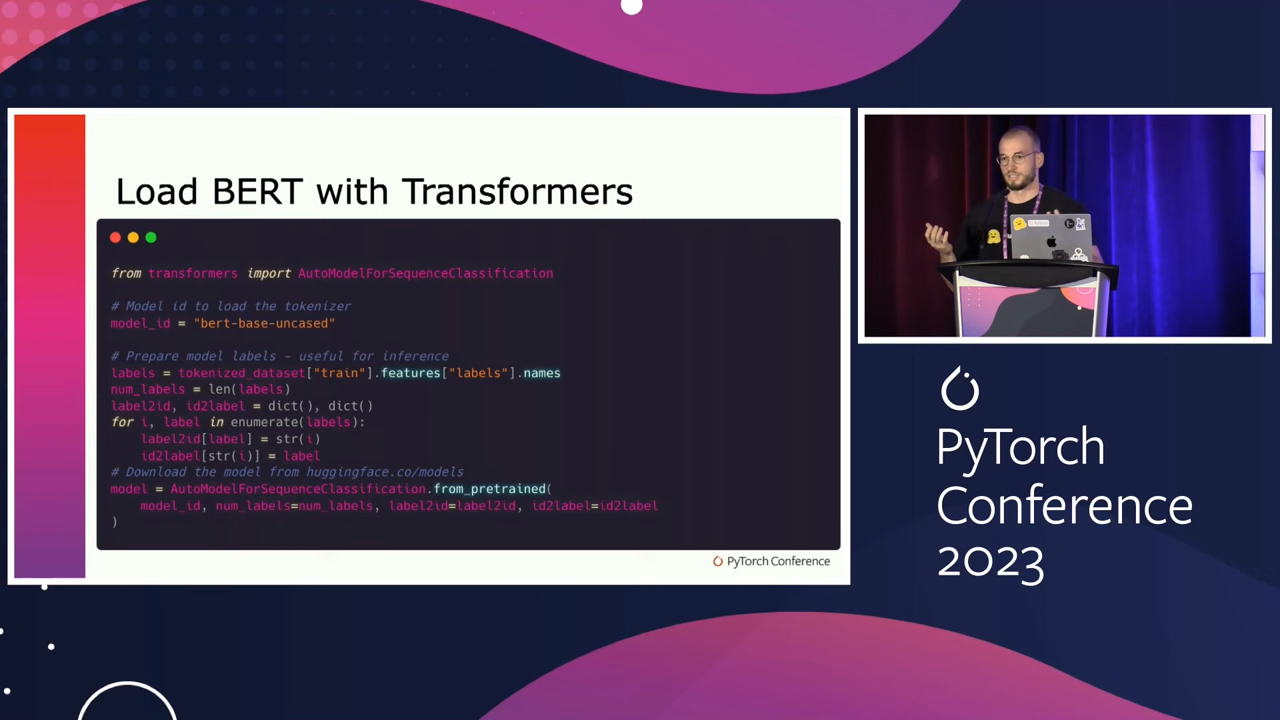 Load BERT with Transformers
from transformers import AutoModelForSequenceClassification
# Model id to load the tokenizer
model_id = "bert-base-uncased"
# Prepare model labels - useful for inference
labels = tokenized_dataset["train"].features["labels"].names
num_labels = len(labels)
label2id, id2label = dict(), dict()
for i, label in enumerate(labels):
    label2id[label] = str(i)
    id2label[str(i)] = label
# Download the model from huggingface.co/models
model = AutoModelForSequenceClassification.from_pretrained(
    model_id, num_labels=num_labels, label2id=label2id, id2label=id2label
)
PyTorch Conference
PyTorch
Conference
2023